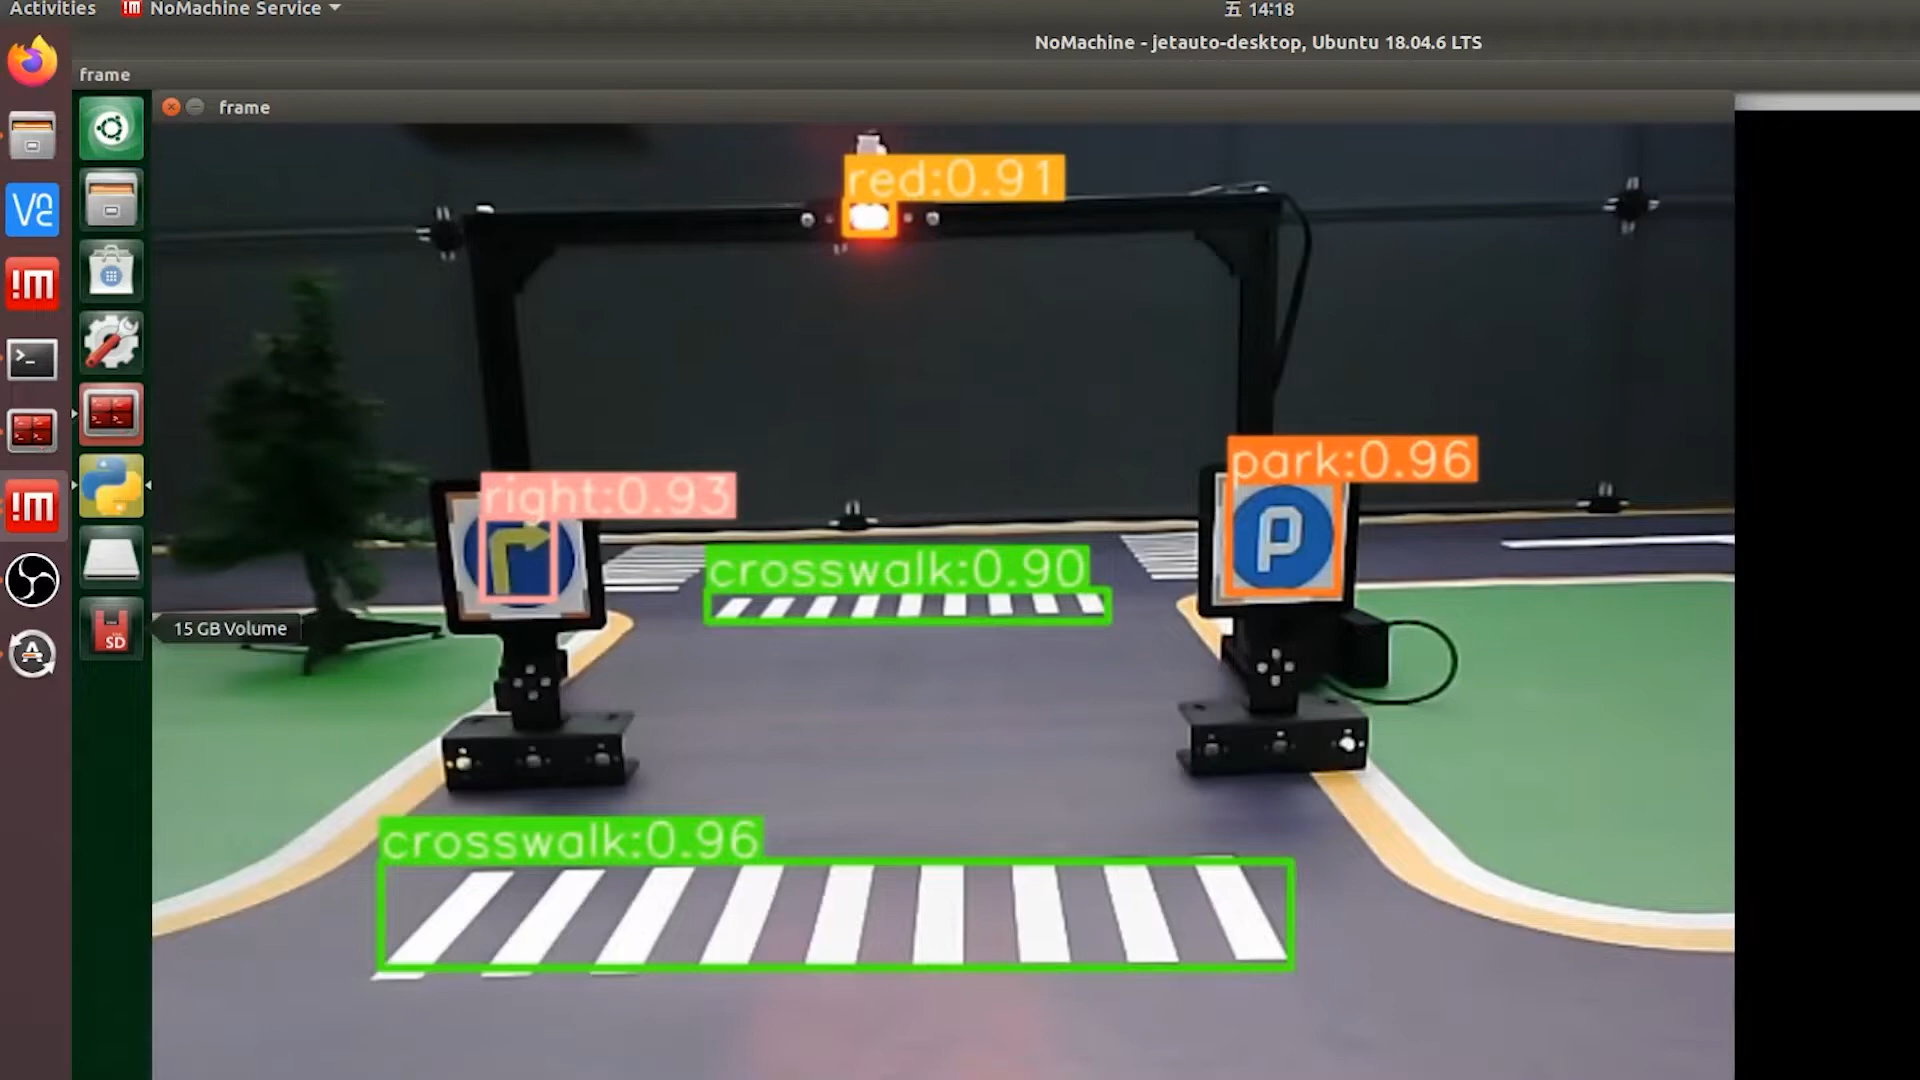 Activities
NoMachine Service
五 14:18
NoMachine - jetauto-desktop, Ubuntu 18.04.6 LTS
frame
frame
red:0.91
park:0.96
right:0.93
P
crosswalk:0.90
15 GB Volume
SD
crosswalk:0.96